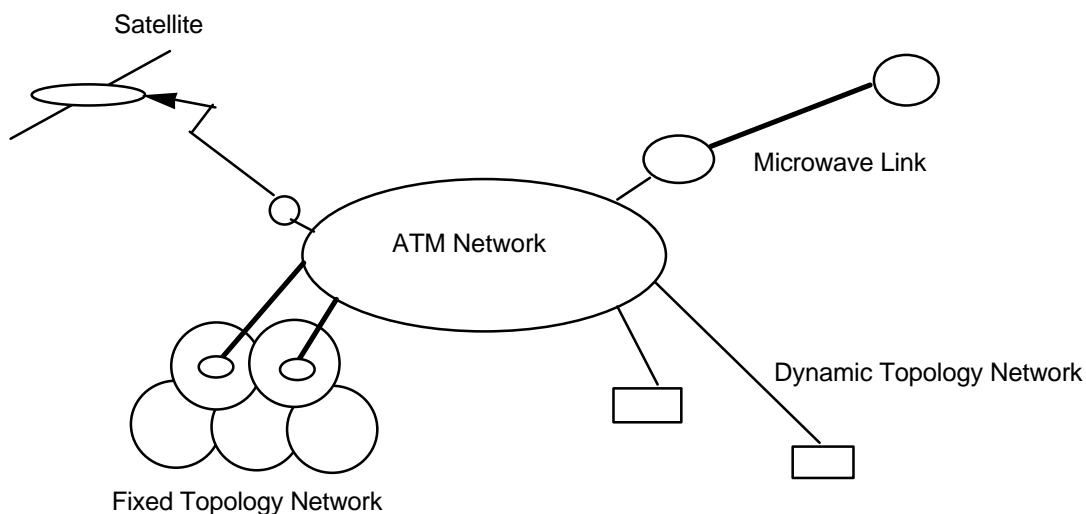 Satellite
Microwave Link
ATM Network
Dynamic Topology Network
Fixed Topology Network